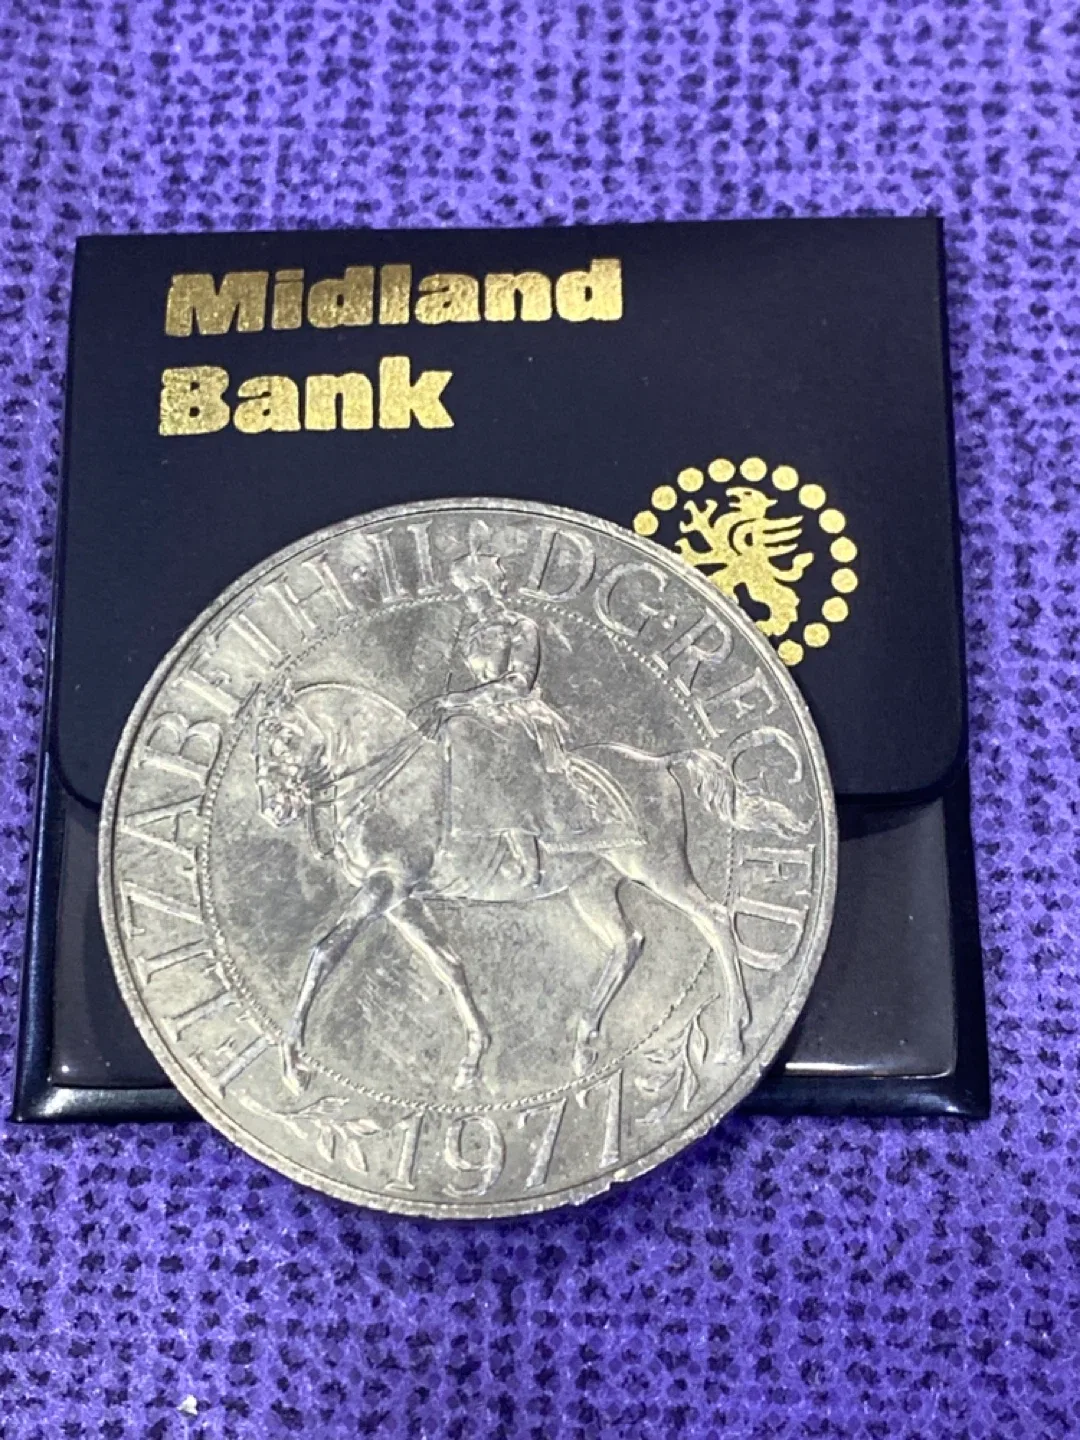 Midland
Bank
ELIZABETH·II D·G·REG F·D
1977